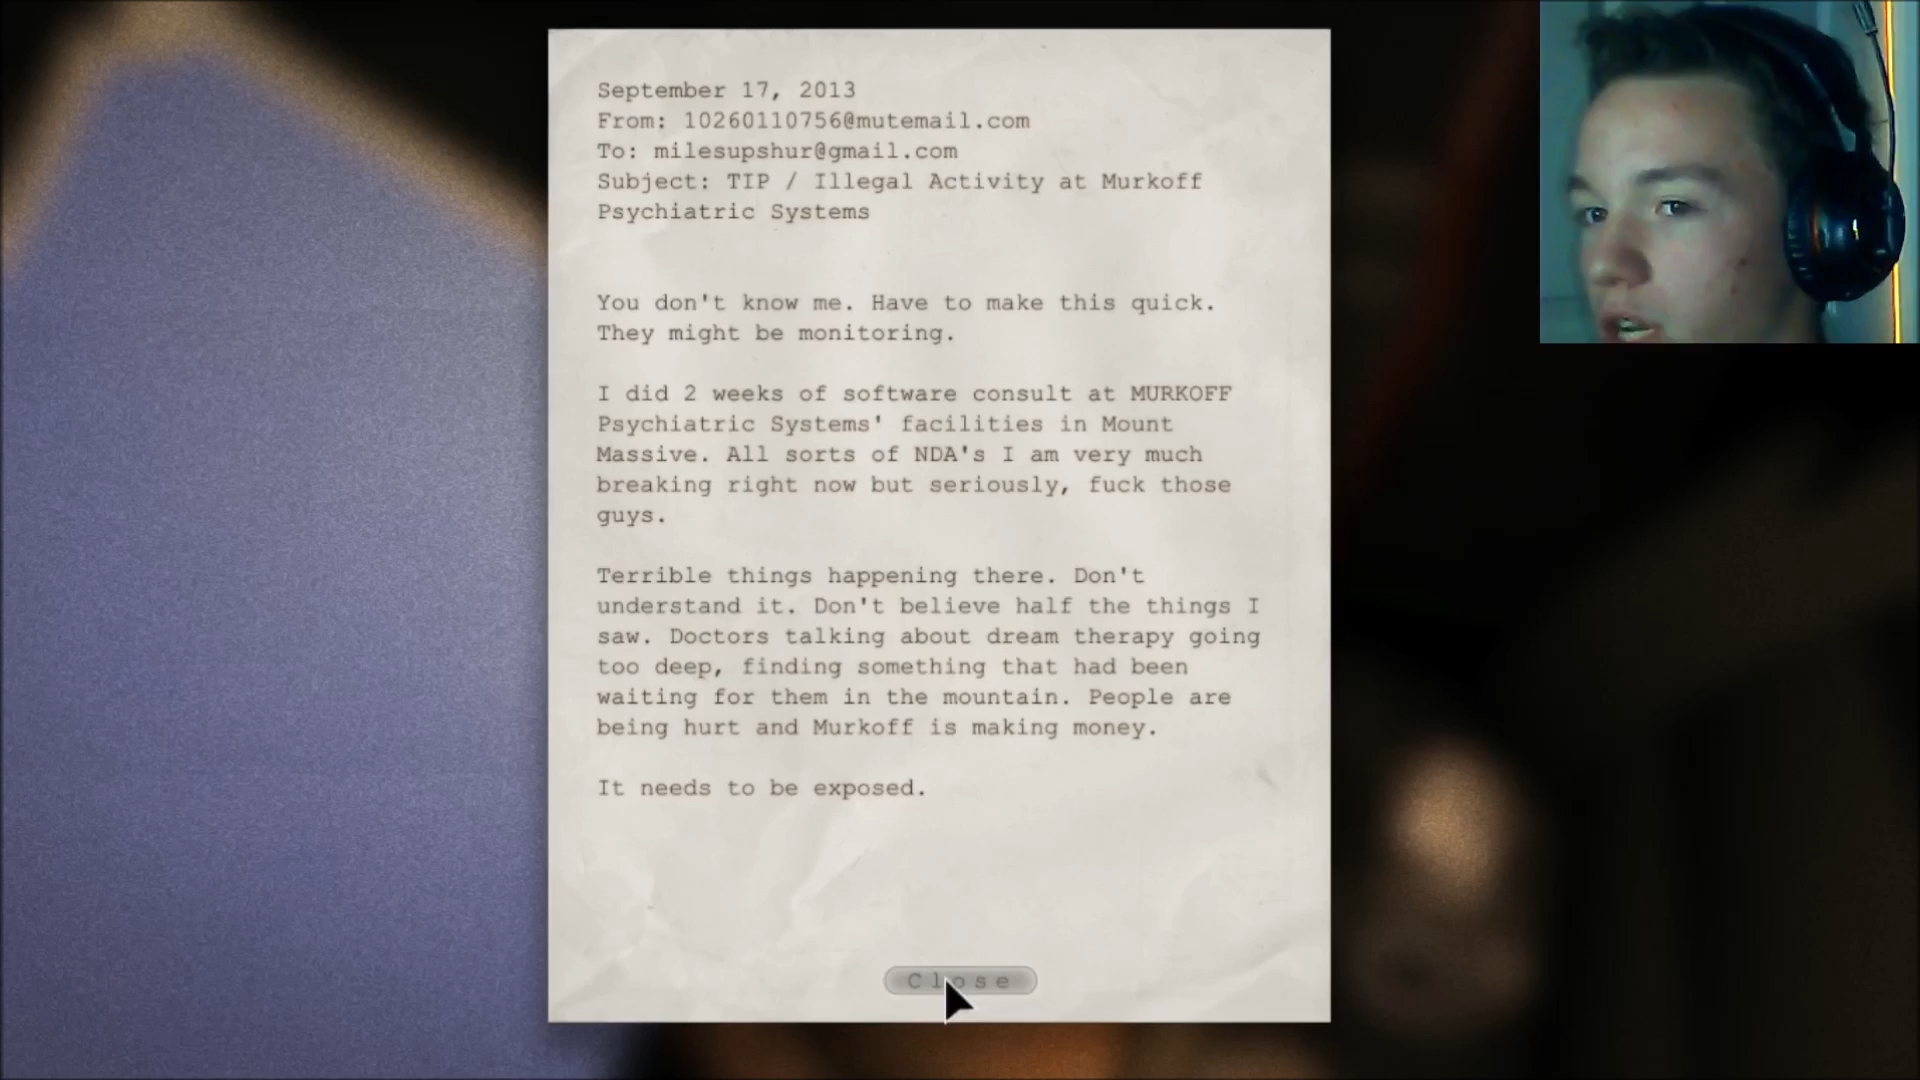 September 17, 2013
From: 10260110756@mutemail.com
To: milesupshur@gmail.com
Subject: TIP / Illegal Activity at Murkoff
Psychiatric Systems
You don't know me. Have to make this quick.
They might be monitoring.
I did 2 weeks of software consult at MURKOFF
Psychiatric Systems' facilities in Mount
Massive. All sorts of NDA's I am very much
breaking right now but seriously, fuck those
guys.
Terrible things happening there. Don't
understand it. Don't believe half the things I
saw. Doctors talking about dream therapy going
too deep, finding something that had been
waiting for them in the mountain. People are
being hurt and Murkoff is making money.
It needs to be exposed.
Close